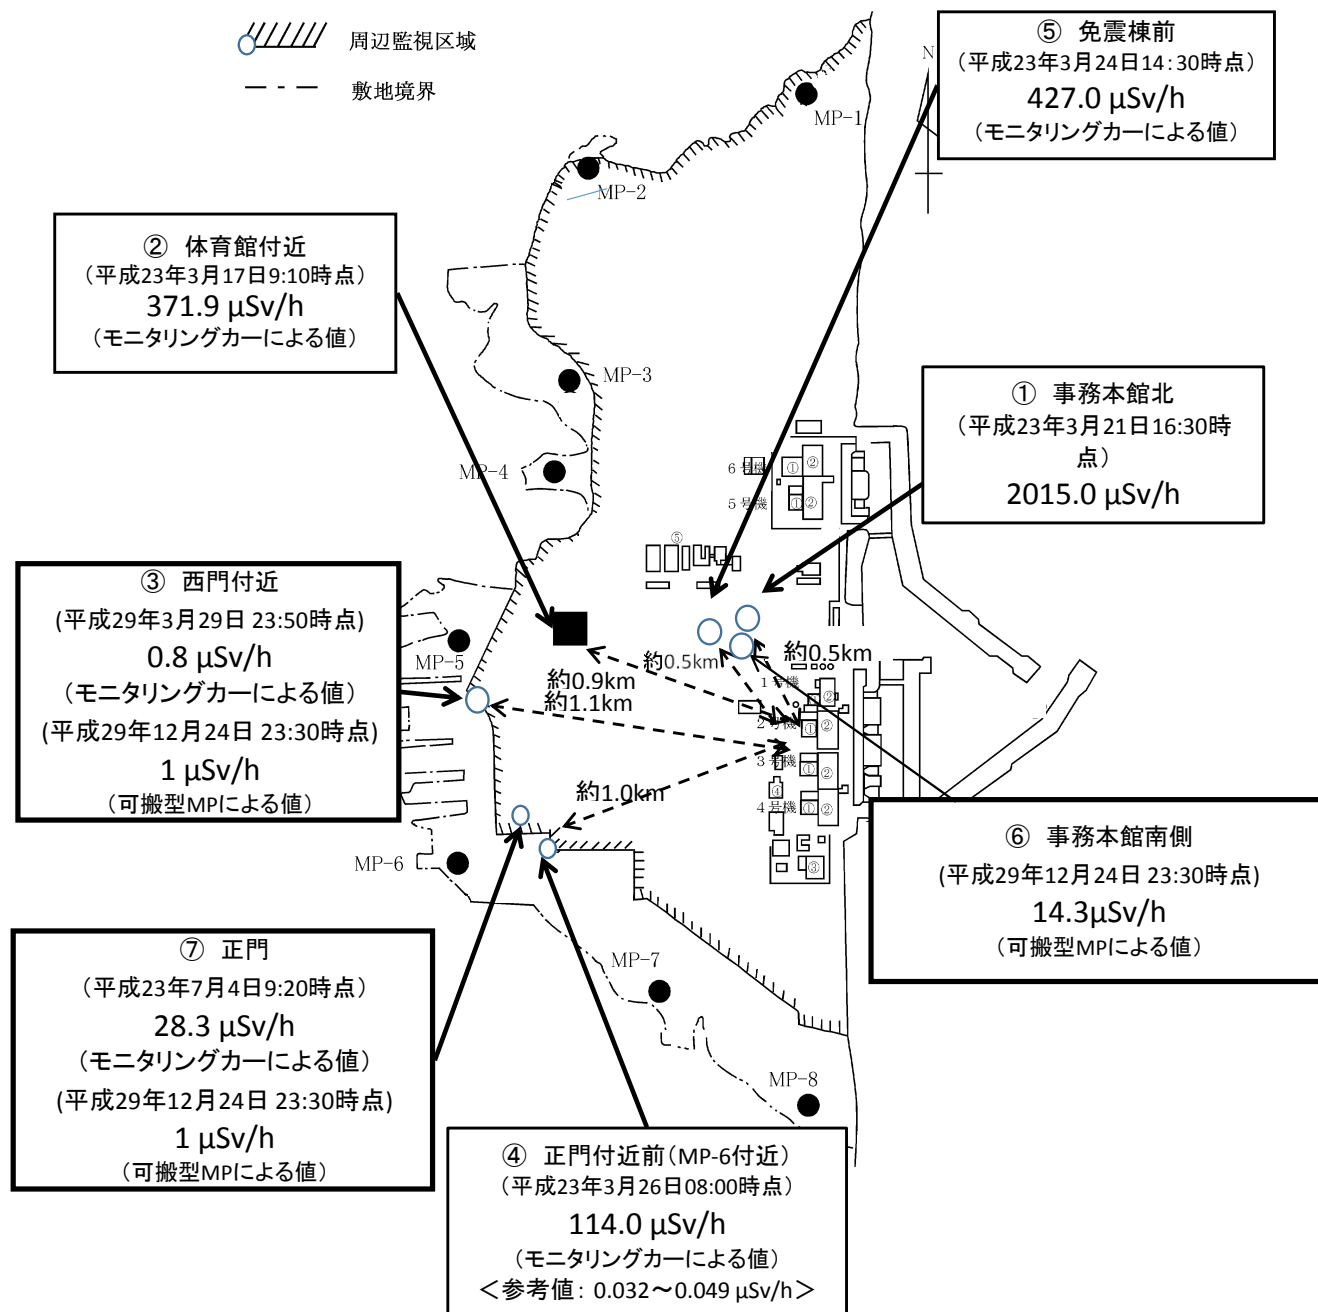 周辺監視区域
敷地境界
⑤ 免震棟前
（平成23年3月24日14：30時点）
427.0 μSv/h
（モニタリングカーによる値）
N
MP-1
MP-2
② 体育館付近
（平成23年3月17日9:10時点）
371.9 μSv/h
（モニタリングカーによる値）
MP-3
① 事務本館北
（平成23年3月21日16:30時
点）
2015.0 μSv/h
MP-4
６号機
①
②
５号機
①
②
⑤
③ 西門付近
(平成29年3月29日 23:50時点)
0.8 μSv/h
（モニタリングカーによる値）
(平成29年12月24日 23:30時点)
1 μSv/h
（可搬型MPによる値）
MP-5
約0.5km
約0.5km
約0.9km
約1.1km
１号機
②
２号機
①
②
３号機
①
②
④
４号機
①
②
③
約1.0km
MP-6
⑥ 事務本館南側
(平成29年12月24日 23:30時点)
14.3μSv/h
（可搬型MPによる値）
⑦ 正門
（平成23年7月4日9:20時点）
28.3 μSv/h
（モニタリングカーによる値）
(平成29年12月24日 23:30時点)
1 μSv/h
（可搬型MPによる値）
MP-7
MP-8
④ 正門付近前（MP-6付近）
（平成23年3月26日08:00時点）
114.0 μSv/h
（モニタリングカーによる値）
＜参考値： 0.032～0.049 μSv/h＞